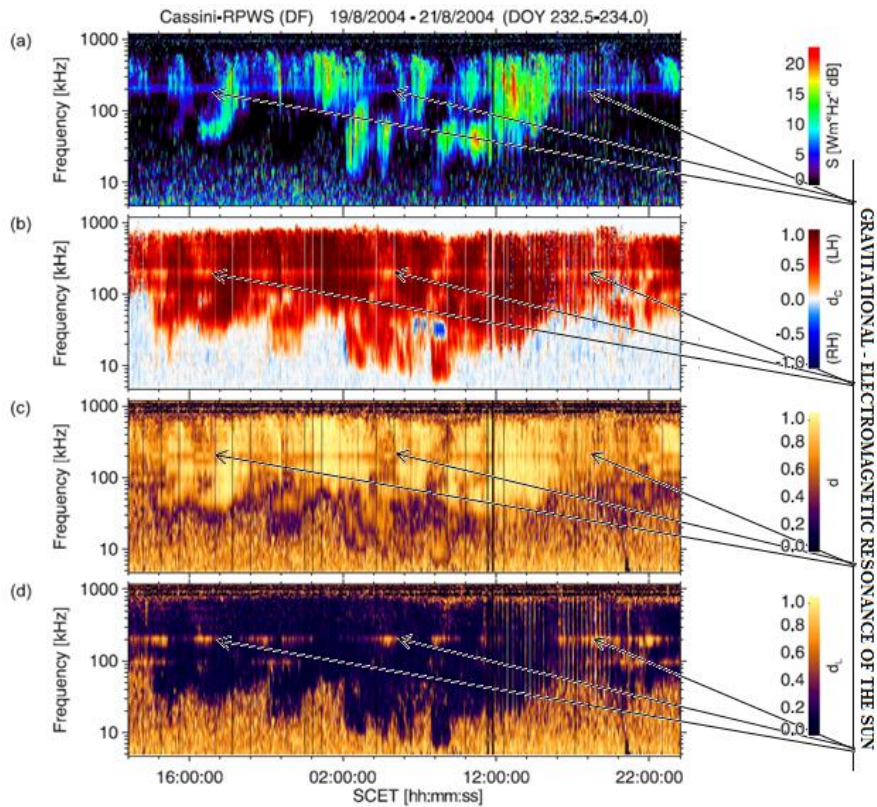 Cassini-RPWS (DF) 19/8/2004 - 21/8/2004 (DOY 232.5-234.0)
(a)
1000
100
10
Frequency [kHz]
20
15
10
5
0
S [Wm⁻²Hz⁻¹ dB]
(b)
1000
100
10
Frequency [kHz]
1.0
0.5
0.0
-0.5
-1.0
(LH)
d_C
(RH)
(c)
1000
100
10
Frequency [kHz]
1.0
0.8
0.6
0.4
0.2
0.0
d
(d)
1000
100
10
Frequency [kHz]
1.0
0.8
0.6
0.4
0.2
0.0
d_L
16:00:00 02:00:00 12:00:00 22:00:00
SCET [hh:mm:ss]
GRAVITATIONAL - ELECTROMAGNETIC RESONANCE OF THE SUN